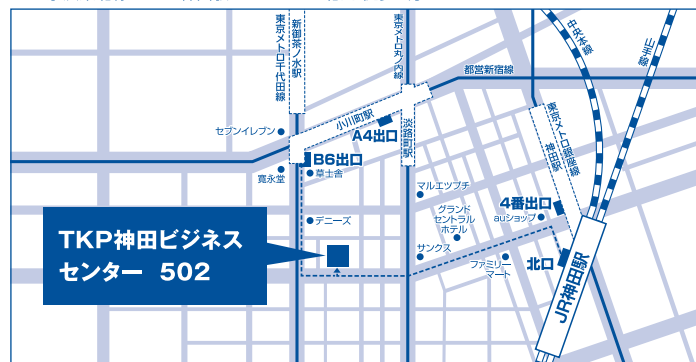 東京メトロ千代田線
新御茶ノ水駅
東京メトロ丸ノ内線
中央本線
山手線
都営新宿線
小川町駅
A4出口
淡路町駅
セブンイレブン
B6出口
草士舎
寛永堂
東京メトロ銀座線
神田駅
マルエツプチ
4番出口
auショップ
グランド
セントラル
ホテル
デニーズ
TKP神田ビジネス
センター 502
サンクス
ファミリー
マート
北口
JR神田駅